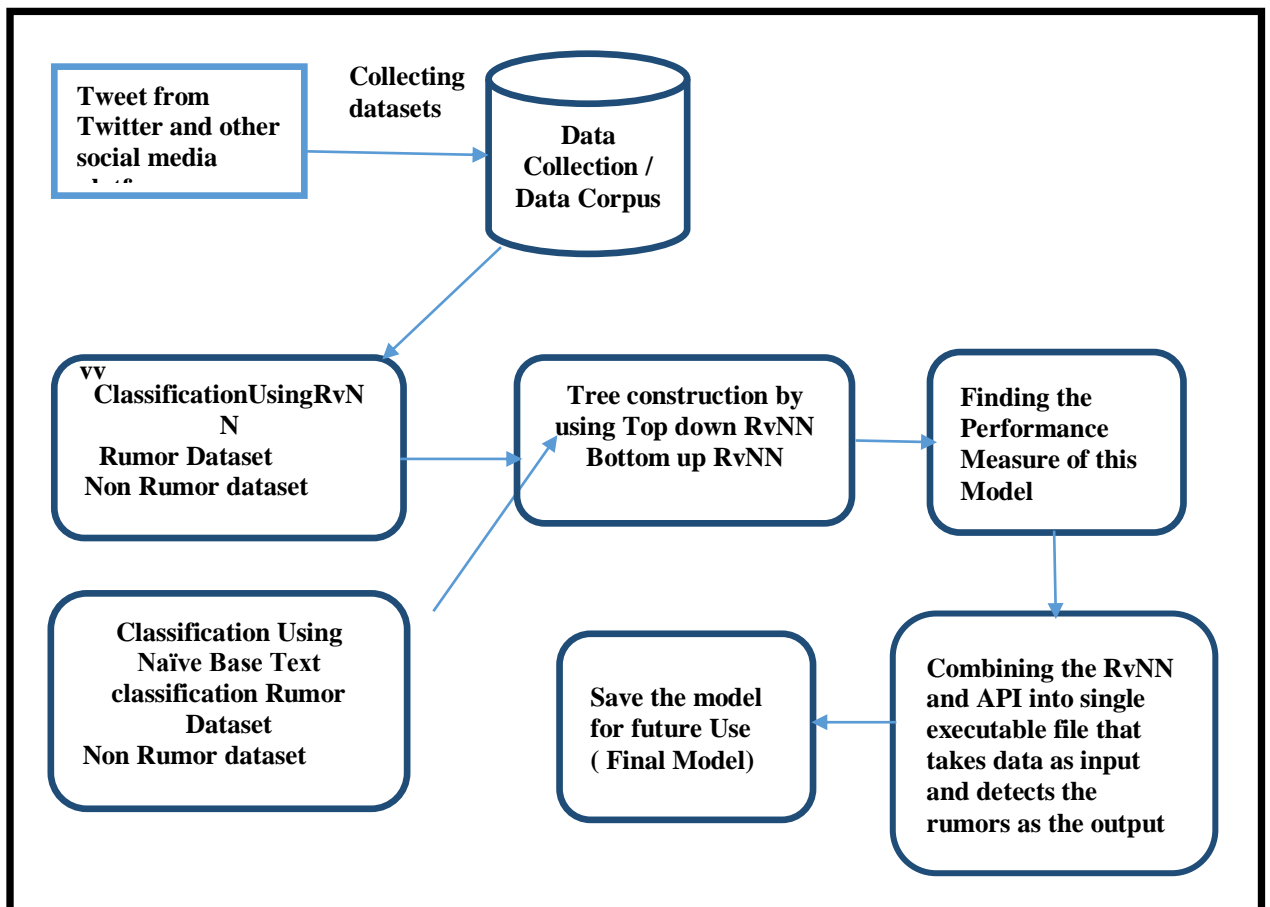 Tweet from
Twitter and other
social media
Collecting
datasets
Data
Collection /
Data Corpus
vv
ClassificationUsingRvN
N
Rumor Dataset
Non Rumor dataset
Tree construction by
using Top down RvNN
Bottom up RvNN
Finding the
Performance
Measure of this
Model
Classification Using
Naïve Base Text
classification Rumor
Dataset
Non Rumor dataset
Save the model
for future Use
( Final Model)
Combining the RvNN
and API into single
executable file that
takes data as input
and detects the
rumors as the output